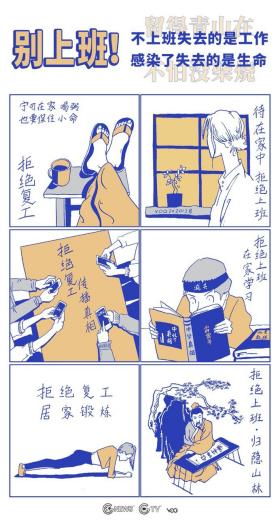 别上班!
留得青山在
不上班失去的是工作
感染了失去的是生命
不怕没柴烧
宁可在家喝粥
也要保住小命
拒绝复工
待在家中 拒绝上班
拒绝复工
传播真相
拒绝上班
在家学习
拒绝复工
居家锻炼
拒绝上班·归隐山林
GNEWS GTV VOG